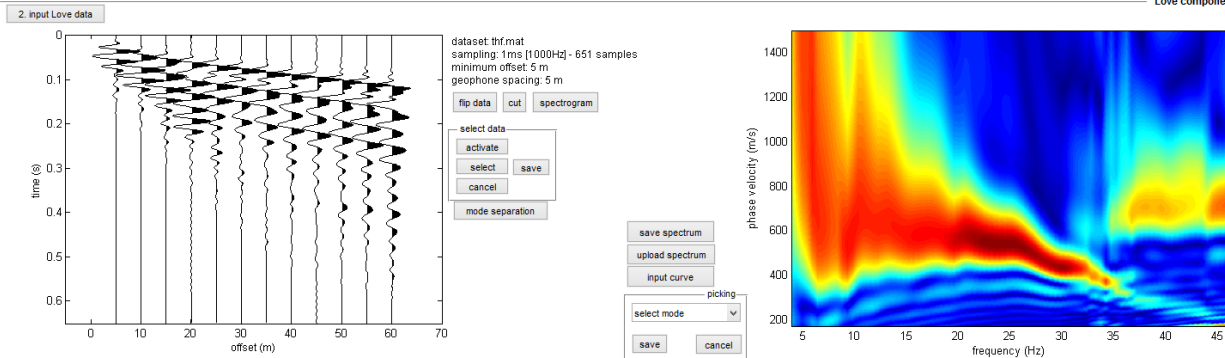 Love compone
2. input Love data
dataset: thf.mat
sampling: 1ms [1000Hz] - 651 samples
minimum offset: 5 m
geophone spacing: 5 m
flip data cut spectrogram
select data
activate
select save
cancel
mode separation
0
0.1
0.2
0.3
0.4
0.5
0.6
time (s)
0 10 20 30 40 50 60 70
offset (m)
save spectrum
upload spectrum
input curve
picking
select mode
save cancel
1400
1200
1000
800
600
400
200
phase velocity (m/s)
5 10 15 20 25 30 35 40 45
frequency (Hz)